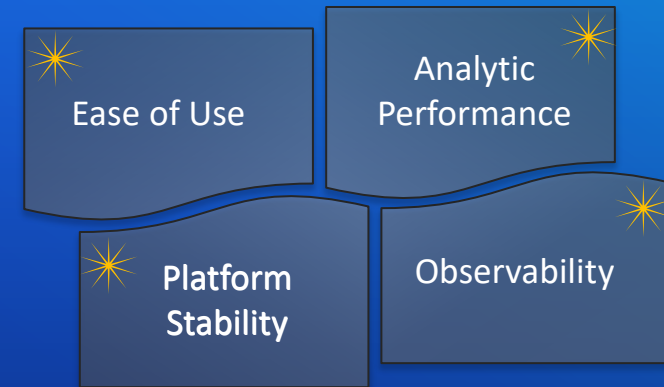 Ease of Use
Analytic
Performance
Platform
Stability
Observability